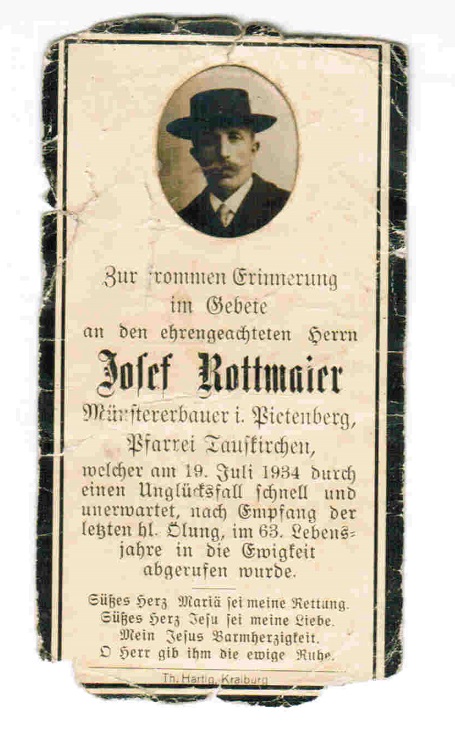 Zur frommen Erinnerung
im Gebete
an den ehrengeachteten Herrn
Josef Rottmaier
Münstererbauer i. Pietenberg,
Pfarrei Taufkirchen,
welcher am 19. Juli 1934 durch
einen Unglücksfall schnell und
unerwartet, nach Empfang der
letzten hl. Ölung, im 63. Lebens-
jahre in die Ewigkeit
abgerufen wurde.
Süßes Herz Mariä sei meine Rettung.
Süßes Herz Jesu sei meine Liebe.
Mein Jesus Barmherzigkeit.
O Herr gib ihm die ewige Ruhe.
Th. Hartig, Kraiburg